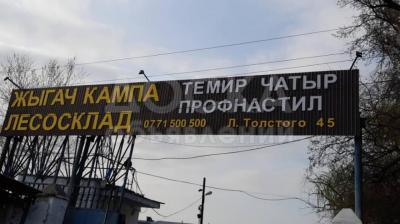 ЖЫГАЧ КАМПА ТЕМИР ЧАТЫР
ПРОФНАСТИЛ
ЛЕСОСКЛАД 0771 500 500 Л. Толстого 45